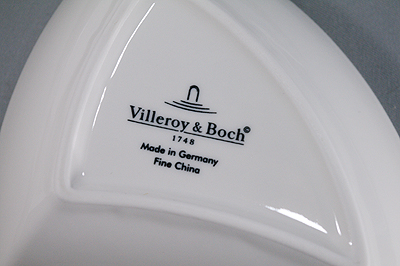 Villeroy & Boch©
1748
Made in Germany
Fine China